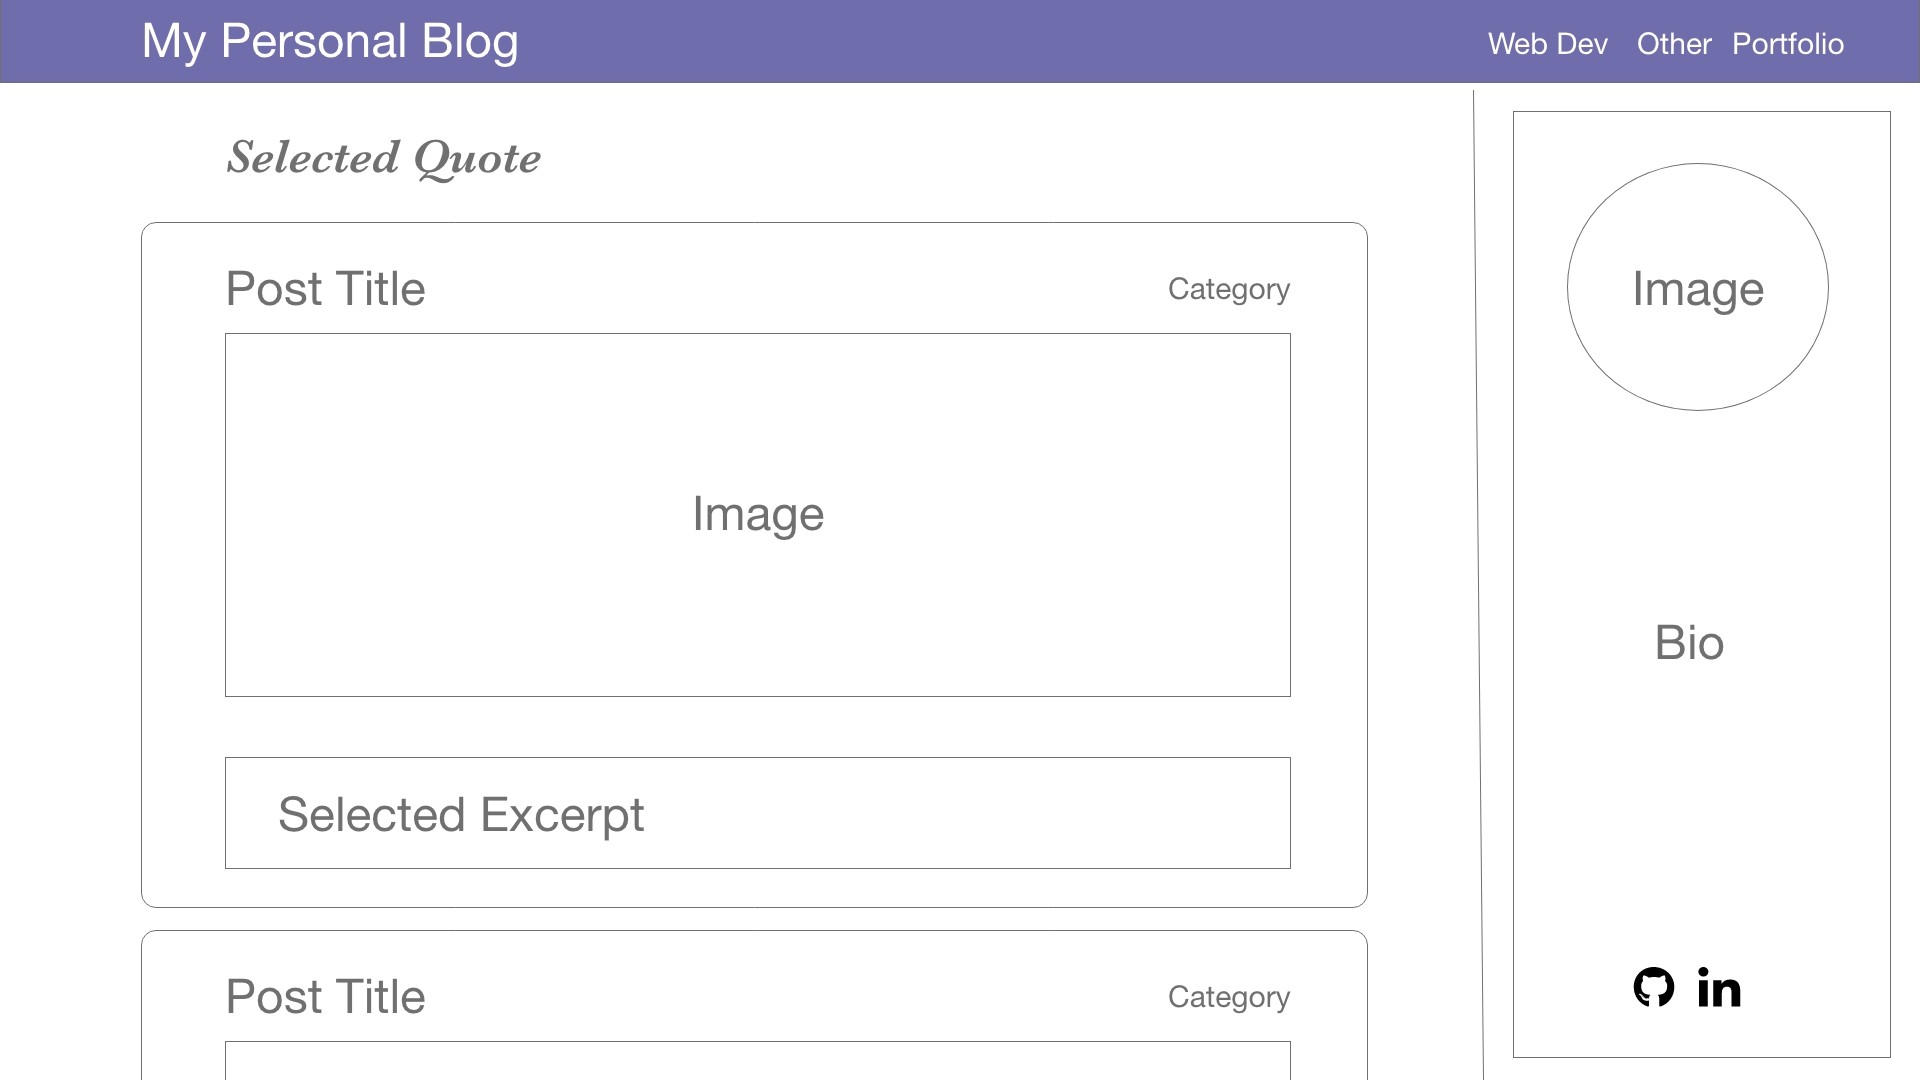 My Personal Blog
Web Dev Other Portfolio
Selected Quote
Post Title
Category
Image
Selected Excerpt
Post Title
Category
Image
Bio
in